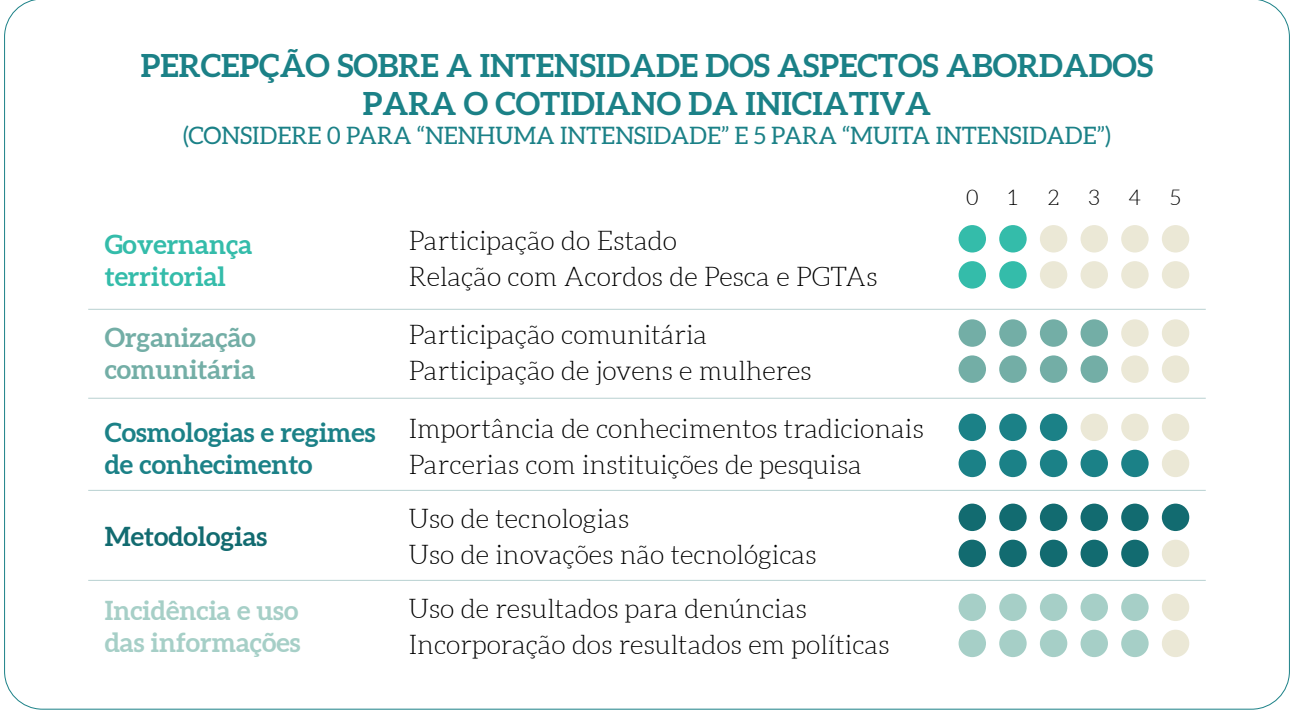 PERCEPÇÃO SOBRE A INTENSIDADE DOS ASPECTOS ABORDADOS
PARA O COTIDIANO DA INICIATIVA
(CONSIDERE 0 PARA “NENHUMA INTENSIDADE” E 5 PARA “MUITA INTENSIDADE”)
0 1 2 3 4 5
Governança
territorial
Participação do Estado
Relação com Acordos de Pesca e PGTAs
Organização
comunitária
Participação comunitária
Participação de jovens e mulheres
Cosmologias e regimes
de conhecimento
Importância de conhecimentos tradicionais
Parcerias com instituições de pesquisa
Metodologias
Uso de tecnologias
Uso de inovações não tecnológicas
Incidência e uso
das informações
Uso de resultados para denúncias
Incorporação dos resultados em políticas